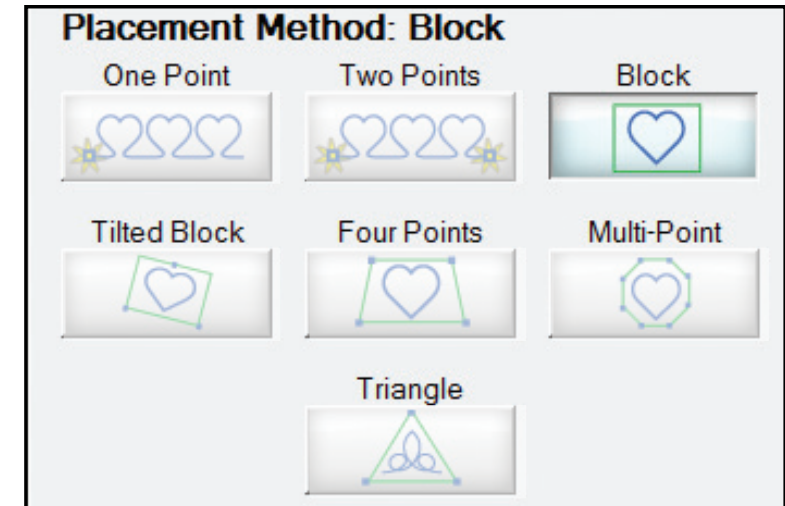 Placement Method: Block
One Point Two Points Block
Tilted Block Four Points Multi-Point
Triangle